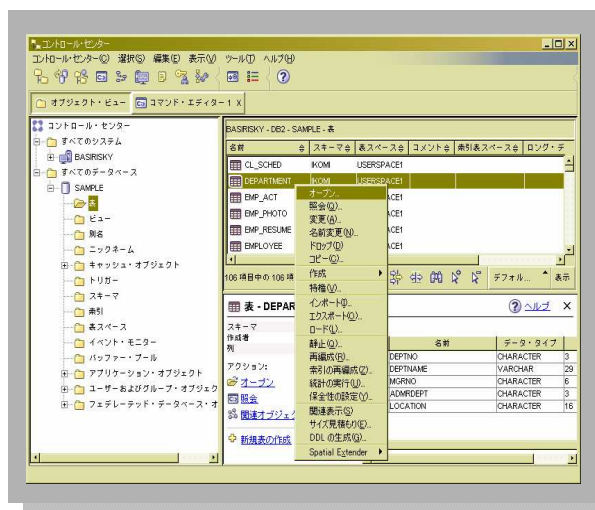 コントロール・センター
コントロール・センター(C) 選択(S) 編集(E) 表示(V) ツール(T) ヘルプ(H)
オブジェクト・ビュー コマンド・エディター 1 X
コントロール・センター
すべてのシステム
BASIRISKY
すべてのデータベース
SAMPLE
表
ビュー
別名
ニックネーム
キャッシュ・オブジェクト
トリガー
スキーマ
索引
表スペース
イベント・モニター
バッファー・プール
アプリケーション・オブジェクト
ユーザーおよびグループ・オブジェク
フェデレーテッド・データベース・オ
BASIRISKY - DB2 - SAMPLE - 表
名前 スキーマ 表スペース コメント 索引表スペース ロング・デ
CL_SCHED IKOMI USERSPACE1
DEPARTMENT IKOMI USERSPACE1
EMP_ACT ACE1
EMP_PHOTO ACE1
EMP_RESUME ACE1
EMPLOYEE ACE1
106 項目中の 106 項
デフォル... 表示
オープン...
照会(Q)...
変更(A)...
名前変更(N)...
ドロップ(D)
コピー(C)...
作成
特権(V)...
インポート(I)...
エクスポート(O)...
ロード(L)...
静止(Q)...
再編成(R)...
索引の再編成(Z)...
統計の実行(U)...
保全性の設定(Y)...
関連表示(S)
サイズ見積もり(E)...
DDL の生成(G)...
Spatial Extender
表 - DEPAR
ヘルプ X
スキーマ
作成者
列
アクション:
オープン
照会
関連オブジェ
新規表の作成
名前 データ・タイプ
DEPTNO CHARACTER 3
DEPTNAME VARCHAR 29
MGRNO CHARACTER 6
ADMRDEPT CHARACTER 3
LOCATION CHARACTER 16